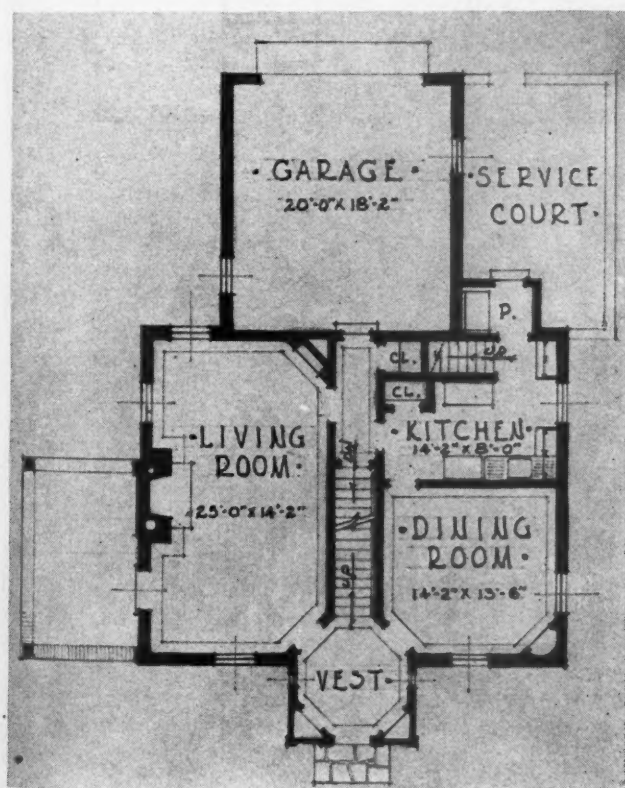 • GARAGE •
20'-0" X 18'-2"
• SERVICE
COURT •
P.
CL.
UP
CL.
• LIVING
ROOM •
25'-0" X 14'-2"
• KITCHEN •
14'-2" X 8'-0"
DN
• DINING
ROOM •
14'-2" X 13'-6"
UP
• VEST •